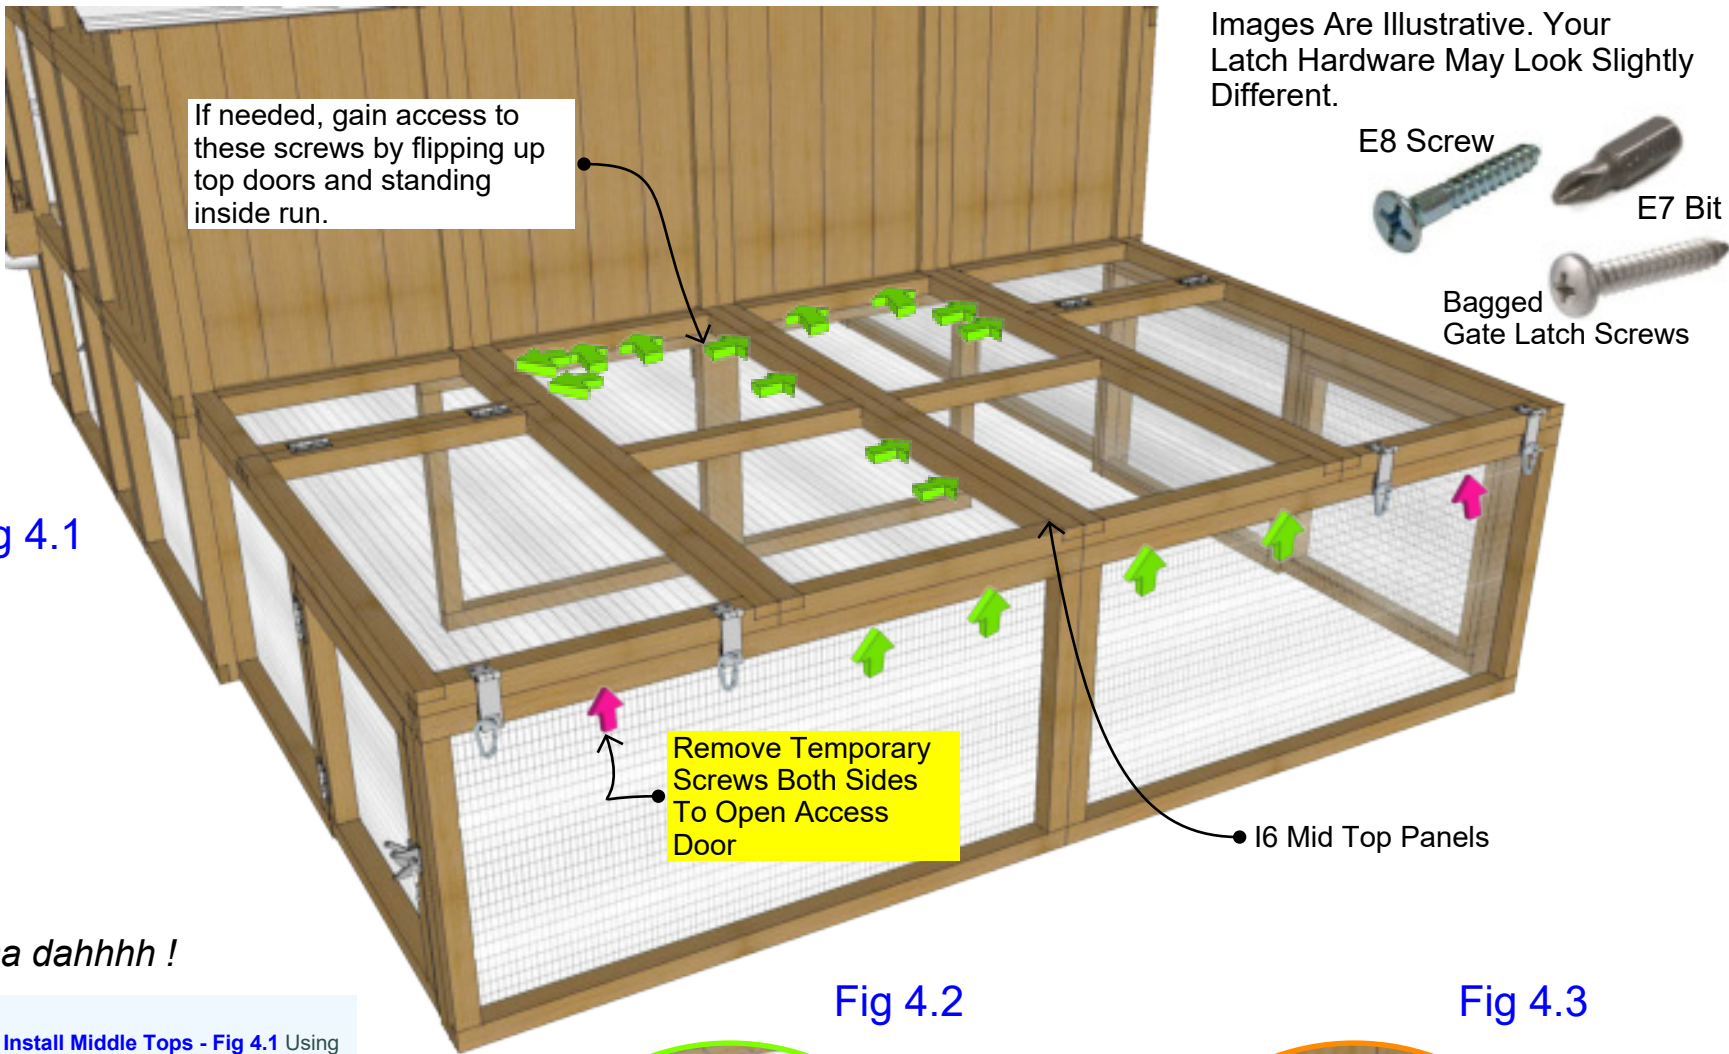 Images Are Illustrative. Your
Latch Hardware May Look Slightly
Different.
If needed, gain access to
these screws by flipping up
top doors and standing
inside run.
E8 Screw
E7 Bit
Bagged
Gate Latch Screws
g 4.1
Remove Temporary
Screws Both Sides
To Open Access
Door
I6 Mid Top Panels
a dahhhh !
Fig 4.2
Fig 4.3
Install Middle Tops - Fig 4.1 Using